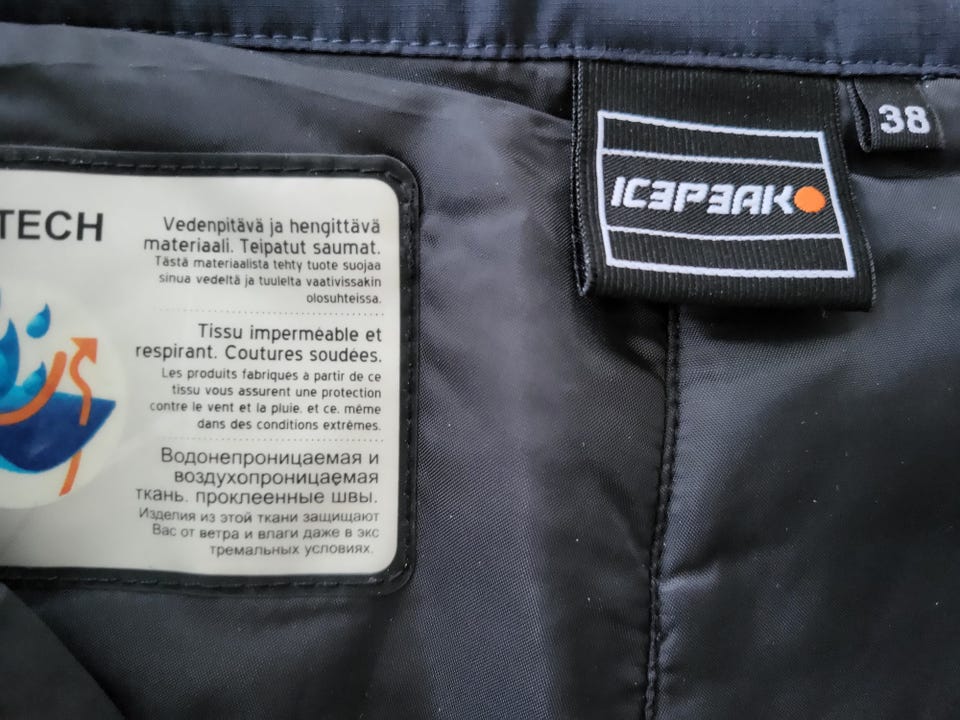 TECH
Vedenpitävä ja hengittävä
materiaali. Teipatut saumat.
Tästä materiaalista tehty tuote suojaa
sinua vedeltä ja tuulelta vaativissakin
olosuhteissa.
Tissu imperméable et
respirant. Coutures soudées.
Les produits fabriqués à partir de ce
tissu vous assurent une protection
contre le vent et la pluie. et ce. même
dans des conditions extrêmes.
Водонепроницаемая и
воздухопроницаемая
ткань. проклеенные швы.
Изделия из этой ткани защищают
Вас от ветра и влаги даже в экс
тремальных условиях.
ICEPEAK
38